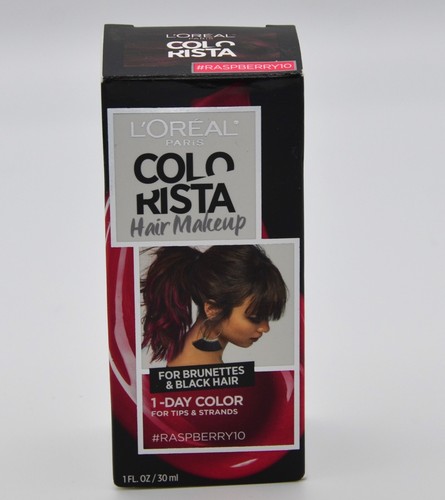 L'ORÉAL
PARIS
COLO
RISTA
#RASPBERRY10
L'ORÉAL
PARIS
COLO
RISTA
Hair Makeup
FOR BRUNETTES
& BLACK HAIR
1-DAY COLOR
FOR TIPS & STRANDS
#RASPBERRY10
1 FL. OZ / 30 ml